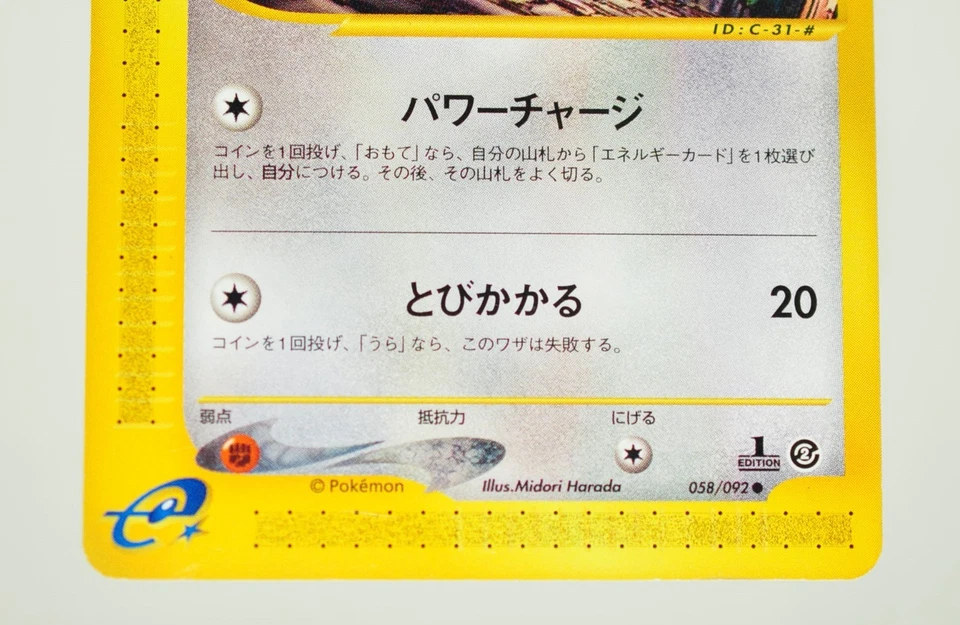 ID:C-31-#
パワーチャージ
コインを1回投げ、「おもて」なら、自分の山札から「エネルギーカード」を1枚選び
出し、自分につける。その後、その山札をよく切る。
とびかかる 20
コインを1回投げ、「うら」なら、このワザは失敗する。
弱点 抵抗力 にげる
1
EDITION 2
©Pokémon Illus.Midori Harada 058/092●
e